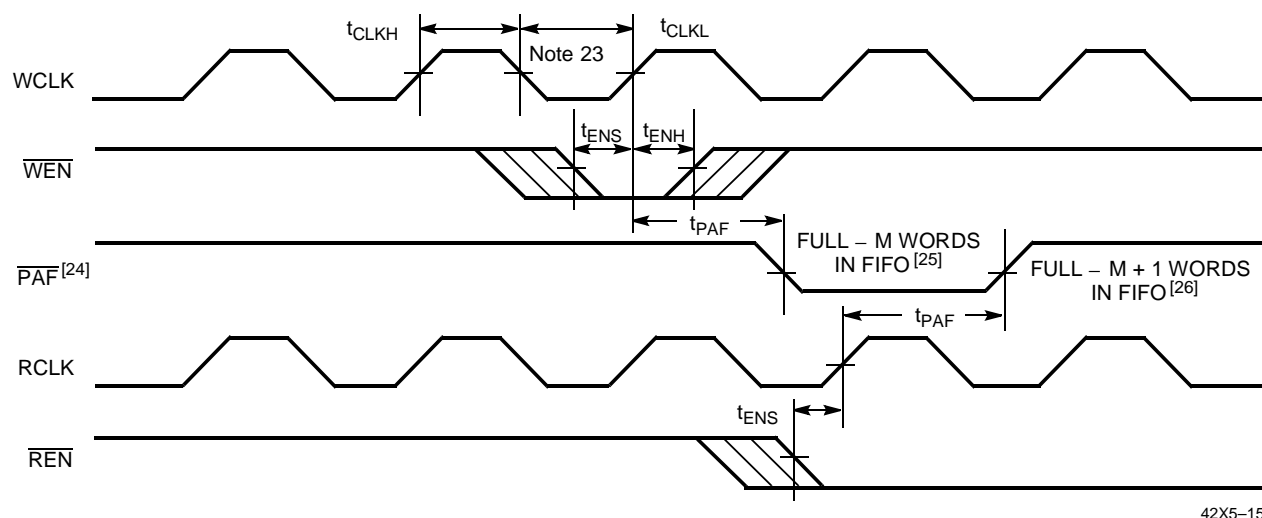 tCLKH
tCLKL
Note 23
WCLK
tENS
tENH
WEN
tPAF
FULL – M WORDS
IN FIFO[25]
PAF[24]
FULL – M + 1 WORDS
IN FIFO[26]
tPAF
RCLK
tENS
REN
42X5–15